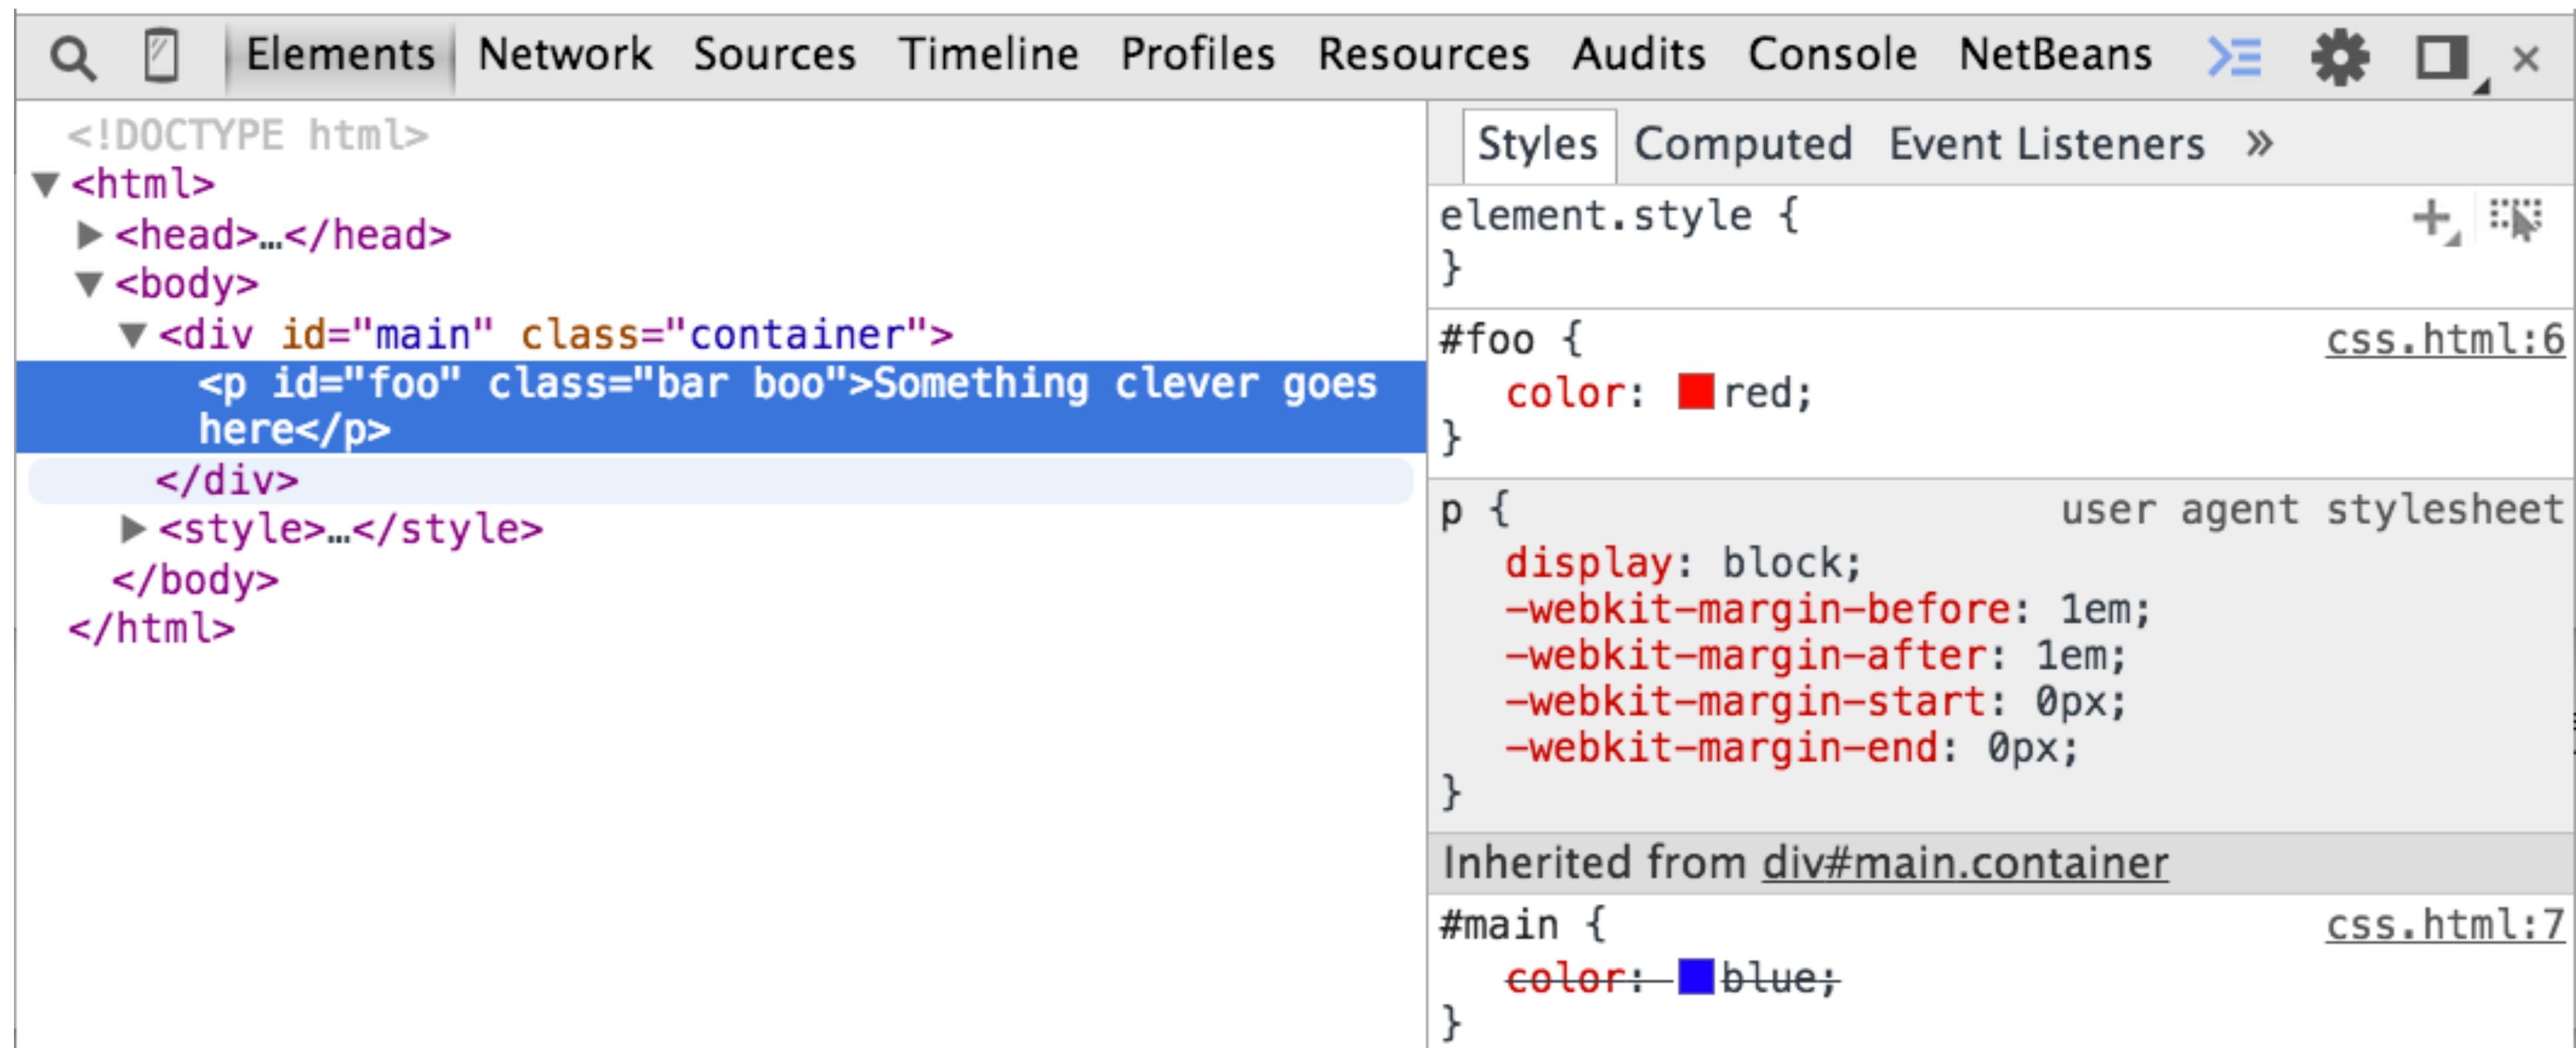 Elements Network Sources Timeline Profiles Resources Audits Console NetBeans
<!DOCTYPE html>
<html>
<head>…</head>
<body>
<div id="main" class="container">
<p id="foo" class="bar boo">Something clever goes
here</p>
</div>
<style>…</style>
</body>
</html>
Styles Computed Event Listeners »
element.style {
}
#foo { css.html:6
color: red;
}
p { user agent stylesheet
display: block;
-webkit-margin-before: 1em;
-webkit-margin-after: 1em;
-webkit-margin-start: 0px;
-webkit-margin-end: 0px;
}
Inherited from div#main.container
#main { css.html:7
color: blue;
}